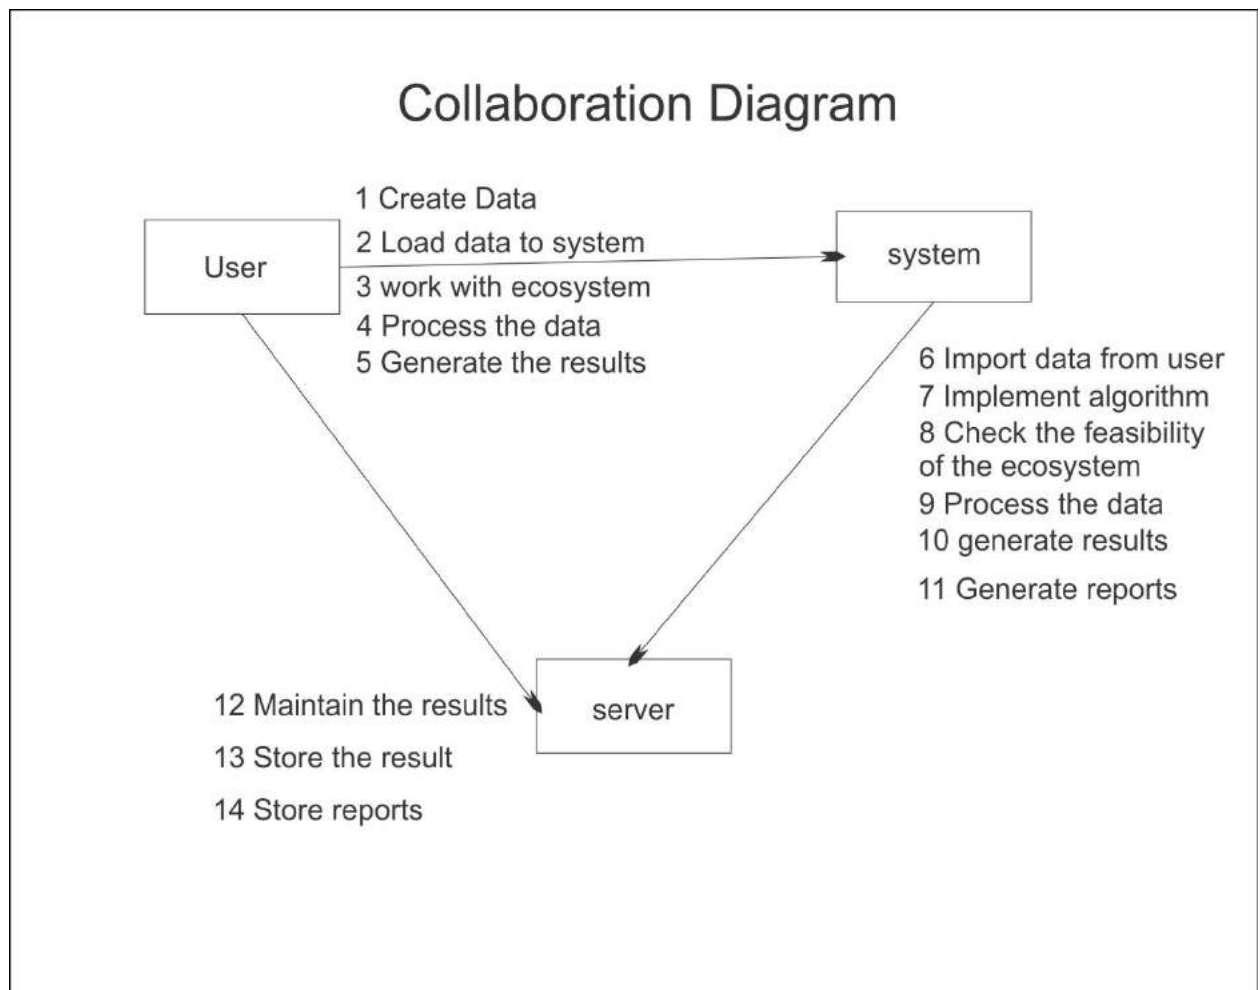 Collaboration Diagram
1 Create Data
User
2 Load data to system
system
3 work with ecosystem
4 Process the data
5 Generate the results
6 Import data from user
7 Implement algorithm
8 Check the feasibility
of the ecosystem
9 Process the data
10 generate results
11 Generate reports
12 Maintain the results
server
13 Store the result
14 Store reports